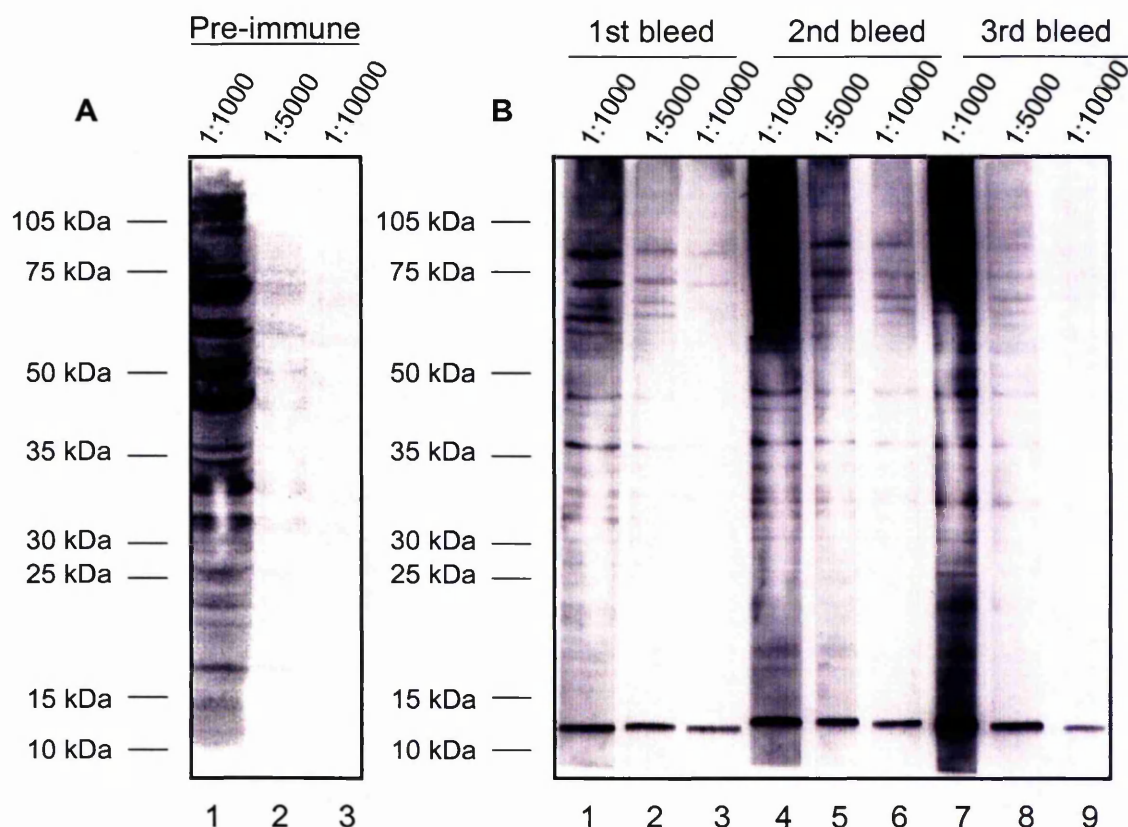 Pre-immune
A
1:1000
1:5000
1:10000
105 kDa
75 kDa
50 kDa
35 kDa
30 kDa
25 kDa
15 kDa
10 kDa
1 2 3
1st bleed 2nd bleed 3rd bleed
B
1:1000
1:5000
1:10000
1:1000
1:5000
1:10000
1:1000
1:5000
1:10000
105 kDa
75 kDa
50 kDa
35 kDa
30 kDa
25 kDa
15 kDa
10 kDa
1 2 3 4 5 6 7 8 9